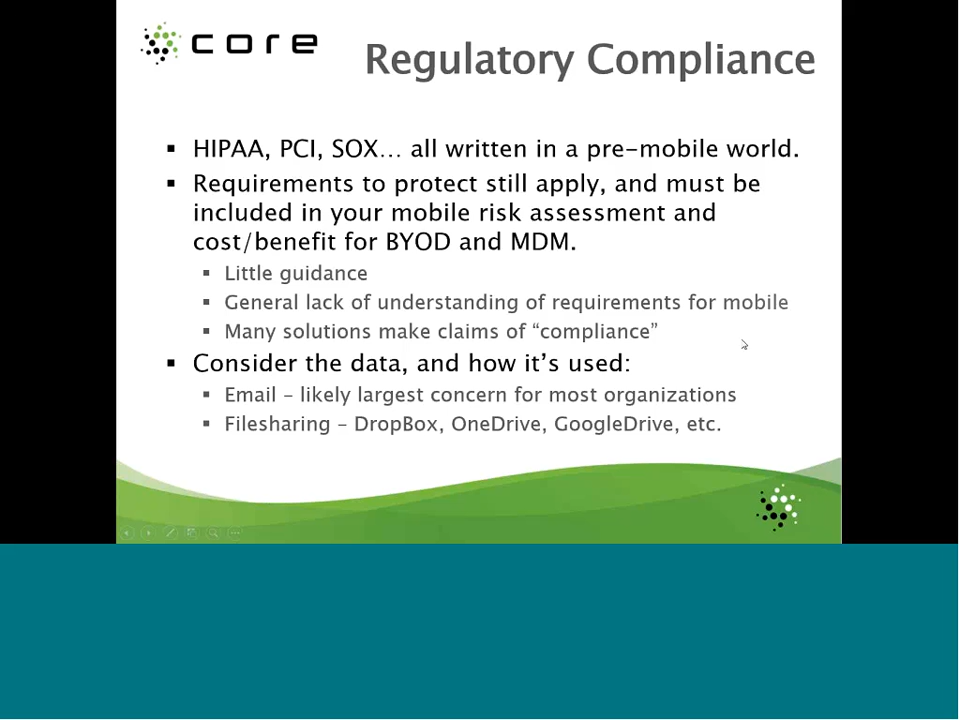 core
Regulatory Compliance
▪ HIPAA, PCI, SOX... all written in a pre-mobile world.
▪ Requirements to protect still apply, and must be
included in your mobile risk assessment and
cost/benefit for BYOD and MDM.
▪ Little guidance
▪ General lack of understanding of requirements for mobile
▪ Many solutions make claims of “compliance”
▪ Consider the data, and how it’s used:
▪ Email – likely largest concern for most organizations
▪ Filesharing – DropBox, OneDrive, GoogleDrive, etc.